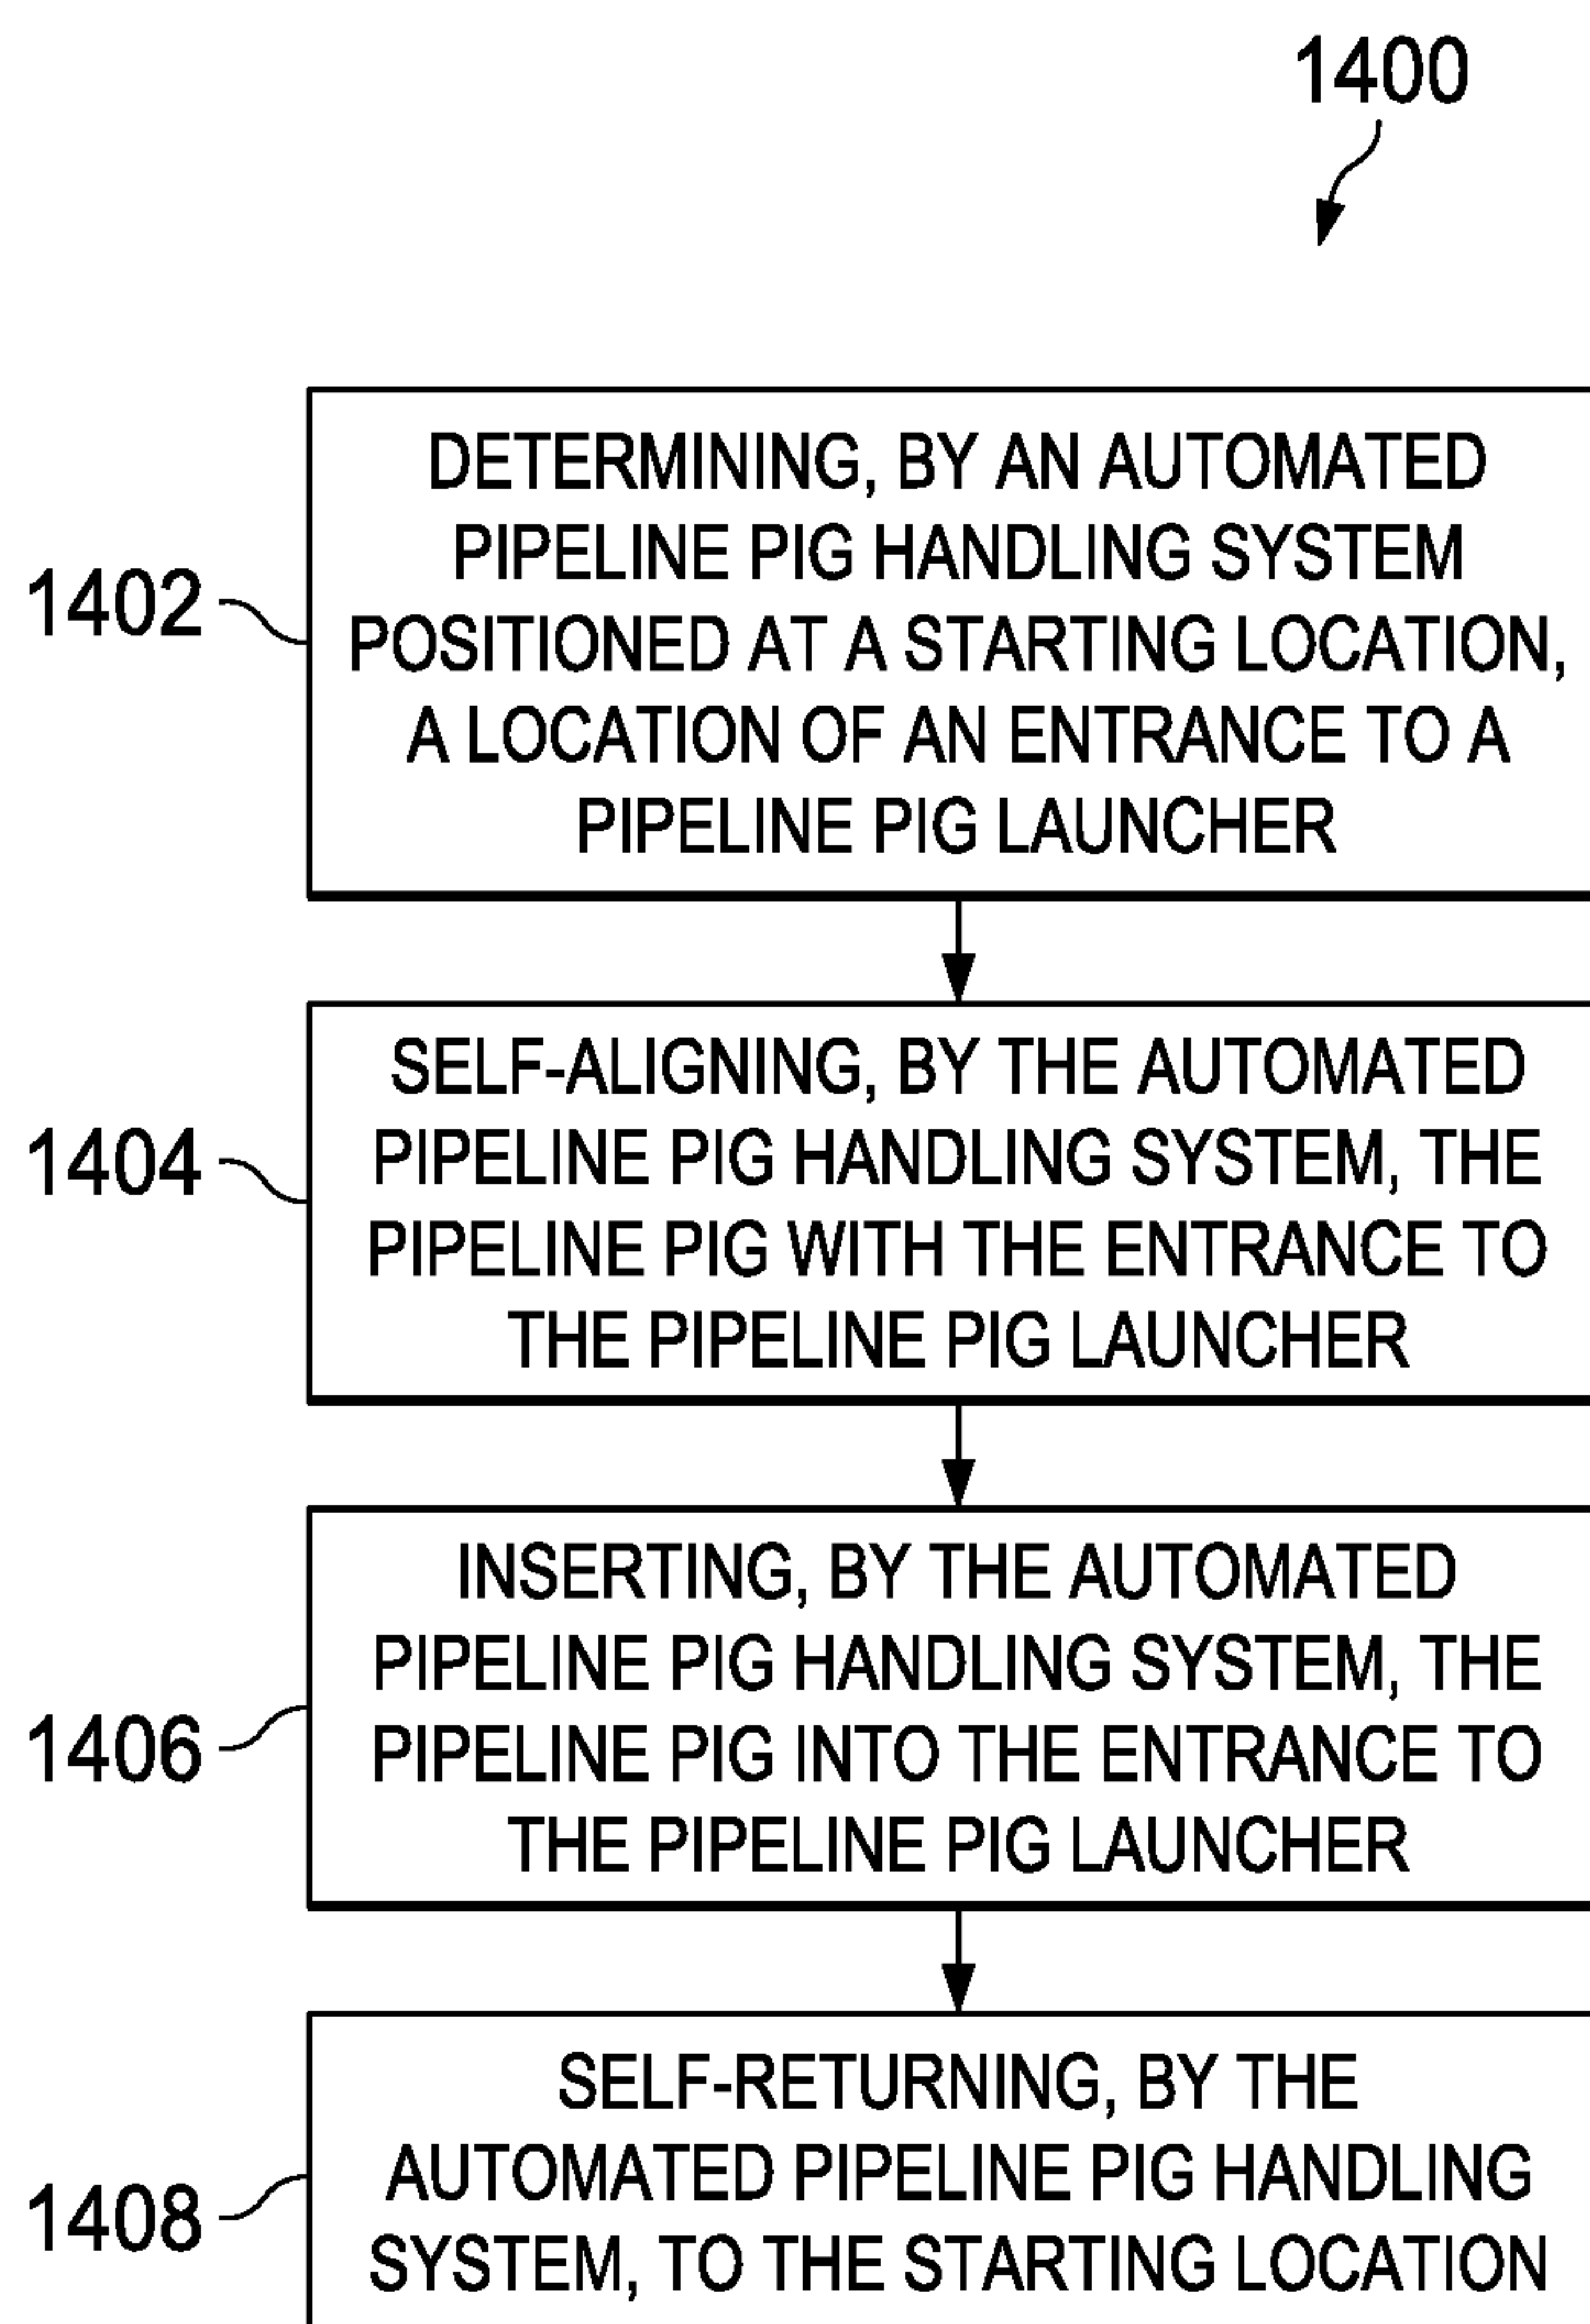 1400
1402
DETERMINING, BY AN AUTOMATED
PIPELINE PIG HANDLING SYSTEM
POSITIONED AT A STARTING LOCATION,
A LOCATION OF AN ENTRANCE TO A
PIPELINE PIG LAUNCHER
1404
SELF-ALIGNING, BY THE AUTOMATED
PIPELINE PIG HANDLING SYSTEM, THE
PIPELINE PIG WITH THE ENTRANCE TO
THE PIPELINE PIG LAUNCHER
1406
INSERTING, BY THE AUTOMATED
PIPELINE PIG HANDLING SYSTEM, THE
PIPELINE PIG INTO THE ENTRANCE TO
THE PIPELINE PIG LAUNCHER
1408
SELF-RETURNING, BY THE
AUTOMATED PIPELINE PIG HANDLING
SYSTEM, TO THE STARTING LOCATION